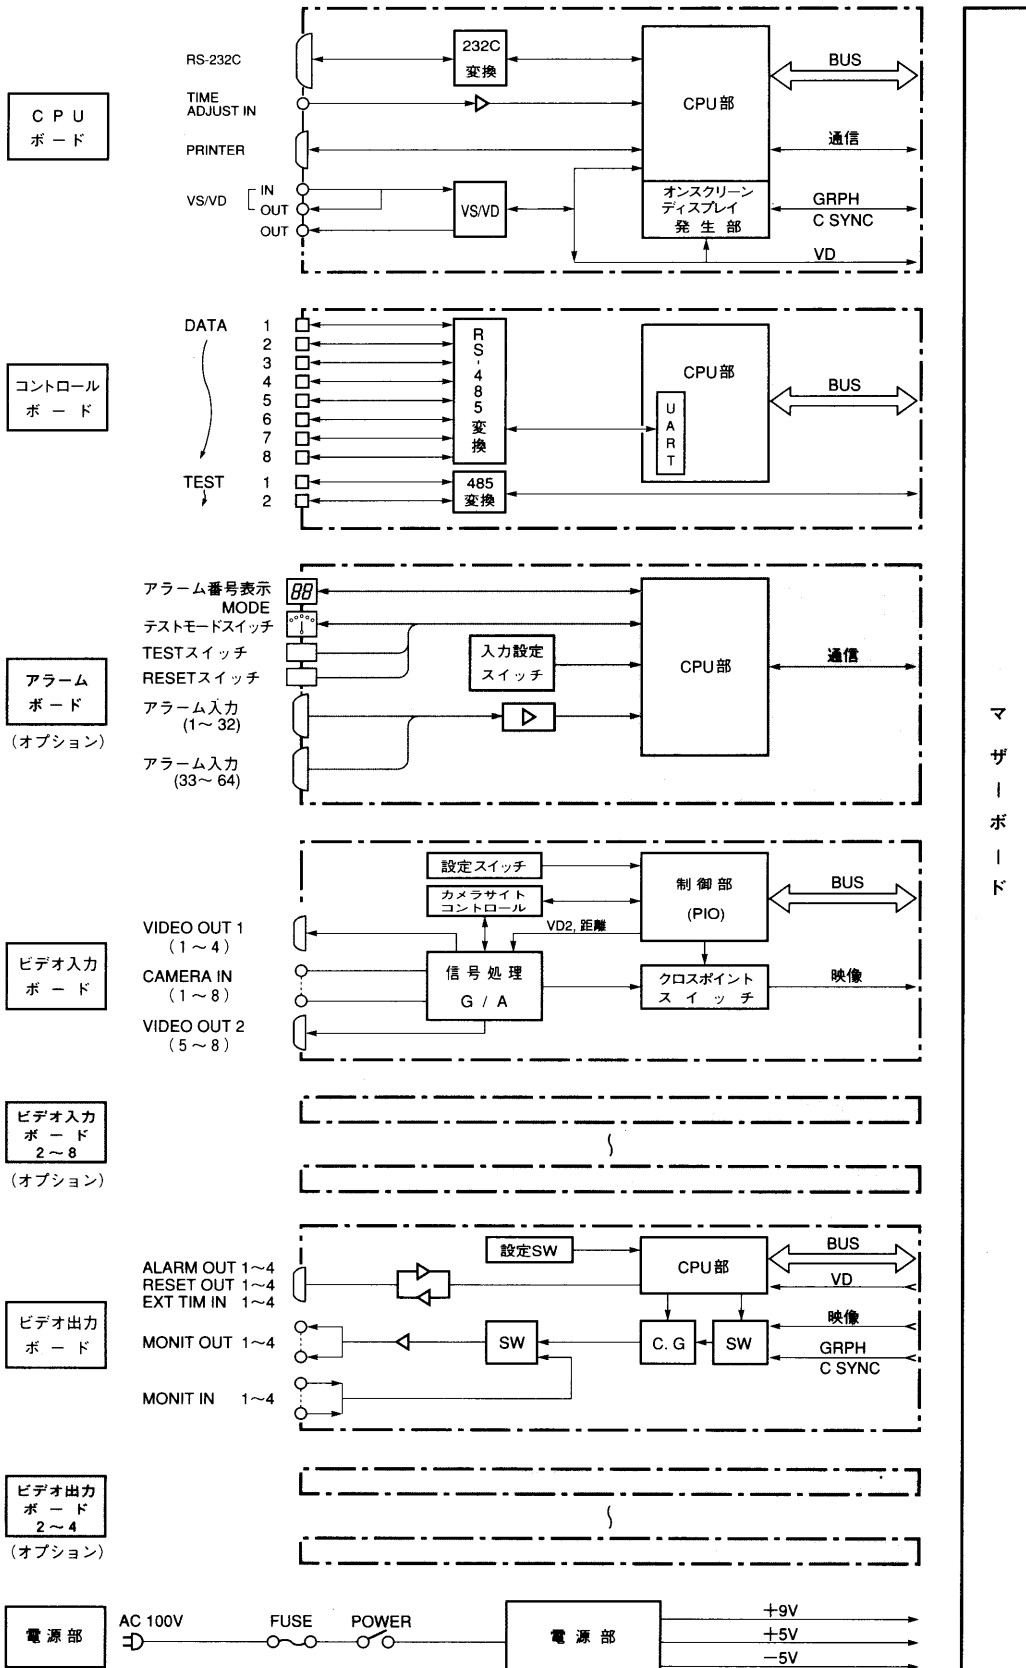 CPU
ボード
RS-232C
TIME
ADJUST IN
PRINTER
VS/VD
IN
OUT
OUT
232C
変換
VS/VD
CPU部
オンスクリーン
ディスプレイ
発生部
BUS
通信
GRPH
C SYNC
VD
コントロール
ボード
DATA 1
2
3
4
5
6
7
8
TEST 1
2
RS-485変換
485
変換
CPU部
UART
BUS
アラーム
ボード
(オプション)
アラーム番号表示
88
MODE
テストモードスイッチ
TESTスイッチ
RESETスイッチ
アラーム入力
(1〜32)
アラーム入力
(33〜64)
入力設定
スイッチ
CPU部
通信
マザーボード
ビデオ入力
ボード
VIDEO OUT 1
(1〜4)
CAMERA IN
(1〜8)
VIDEO OUT 2
(5〜8)
設定スイッチ
カメラサイト
コントロール
VD2, 距離
信号処理
G / A
制御部
(PIO)
クロスポイント
スイッチ
BUS
映像
ビデオ入力
ボード
2〜8
(オプション)
ビデオ出力
ボード
ALARM OUT 1〜4
RESET OUT 1〜4
EXT TIM IN 1〜4
MONIT OUT 1〜4
MONIT IN 1〜4
設定SW
CPU部
SW
C. G
SW
BUS
VD
映像
GRPH
C SYNC
ビデオ出力
ボード
2〜4
(オプション)
電源部
AC 100V
FUSE
POWER
電源部
+9V
+5V
-5V